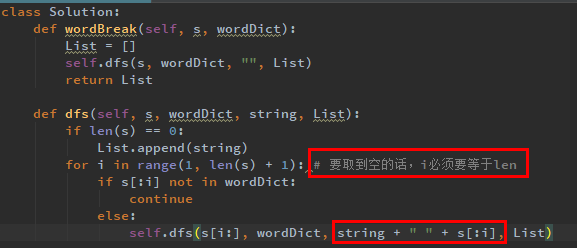 class Solution:
    def wordBreak(self, s, wordDict):
        List = []
        self.dfs(s, wordDict, "", List)
        return List

    def dfs(self, s, wordDict, string, List):
        if len(s) == 0:
            List.append(string)
        for i in range(1, len(s) + 1): # 要取到空的话，i必须要等于len
            if s[:i] not in wordDict:
                continue
            else:
                self.dfs(s[i:], wordDict, string + " " + s[:i], List)